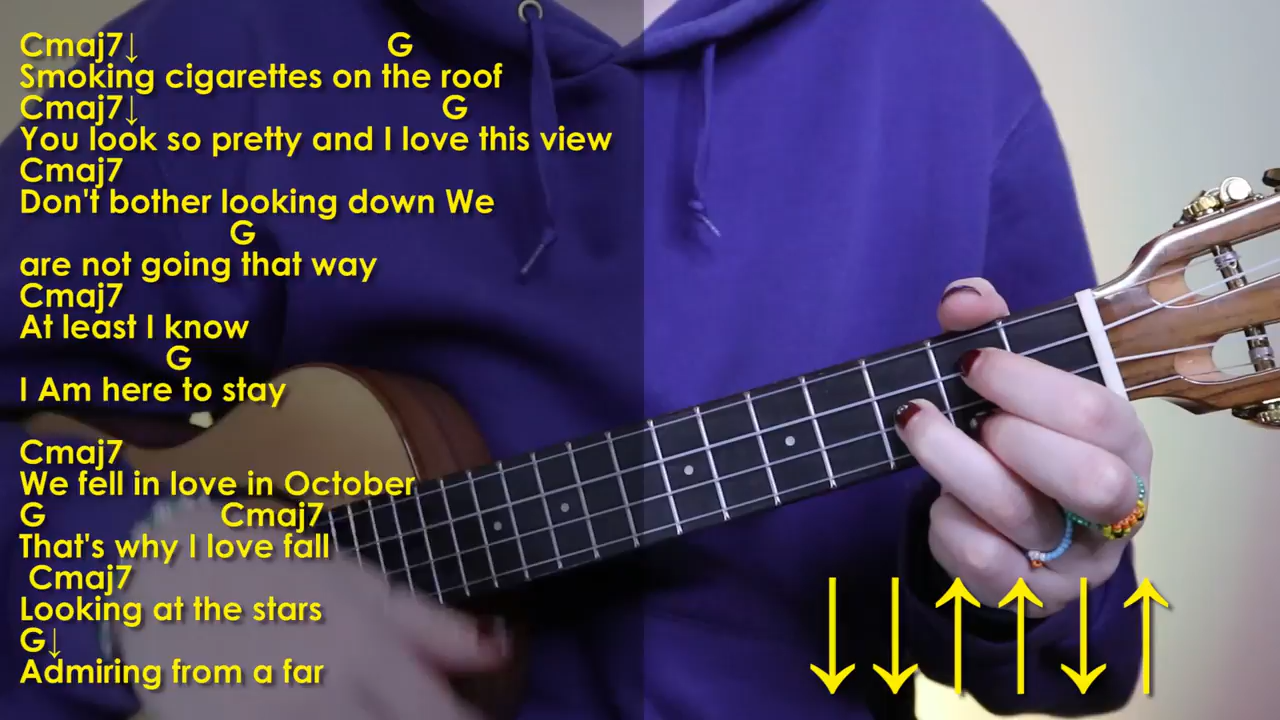 Cmaj7↓ G
Smoking cigarettes on the roof
Cmaj7↓ G
You look so pretty and I love this view
Cmaj7
Don't bother looking down We
G
are not going that way
Cmaj7
At least I know
G
I Am here to stay
Cmaj7
We fell in love in October
G Cmaj7
That's why I love fall
Cmaj7
Looking at the stars
G↓
Admiring from a far
↓↓↑↑↓↑